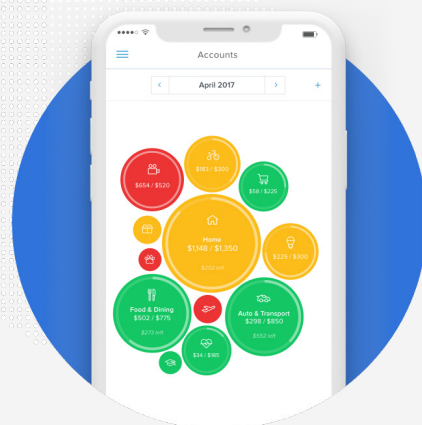 Accounts
April 2017
+
$654 / $520
$183 / $300
$58 / $225
Home
$1,148 / $1,350
$202 left
$225 / $300
Food & Dining
$502 / $775
$273 left
Auto & Transport
$298 / $850
$552 left
$34 / $165